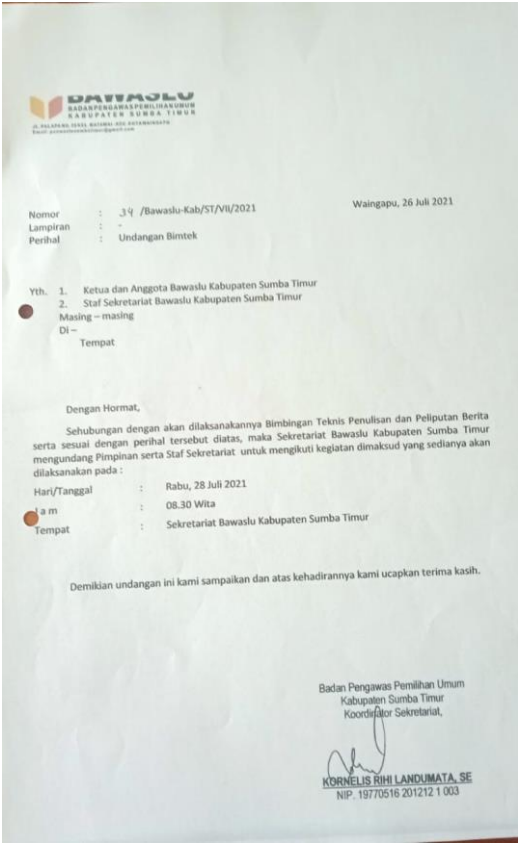 BAWASLU
BADAN PENGAWAS PEMILIHAN UMUM
KABUPATEN SUMBA TIMUR
Nomor : 34 /Bawaslu-Kab/ST/VII/2021
Waingapu, 26 Juli 2021
Lampiran : -
Perihal : Undangan Bimtek
Yth. 1. Ketua dan Anggota Bawaslu Kabupaten Sumba Timur
2. Staf Sekretariat Bawaslu Kabupaten Sumba Timur
Masing – masing
Di –
Tempat
Dengan Hormat,
Sehubungan dengan akan dilaksanakannya Bimbingan Teknis Penulisan dan Peliputan Berita
serta sesuai dengan perihal tersebut diatas, maka Sekretariat Bawaslu Kabupaten Sumba Timur
mengundang Pimpinan serta Staf Sekretariat untuk mengikuti kegiatan dimaksud yang sedianya akan
dilaksanakan pada :
Hari/Tanggal : Rabu, 28 Juli 2021
J a m : 08.30 Wita
Tempat : Sekretariat Bawaslu Kabupaten Sumba Timur
Demikian undangan ini kami sampaikan dan atas kehadirannya kami ucapkan terima kasih.
Badan Pengawas Pemilihan Umum
Kabupaten Sumba Timur
Koordinator Sekretariat,
KORNELIS RIHI LANDUMATA, SE
NIP. 19770516 201212 1 003